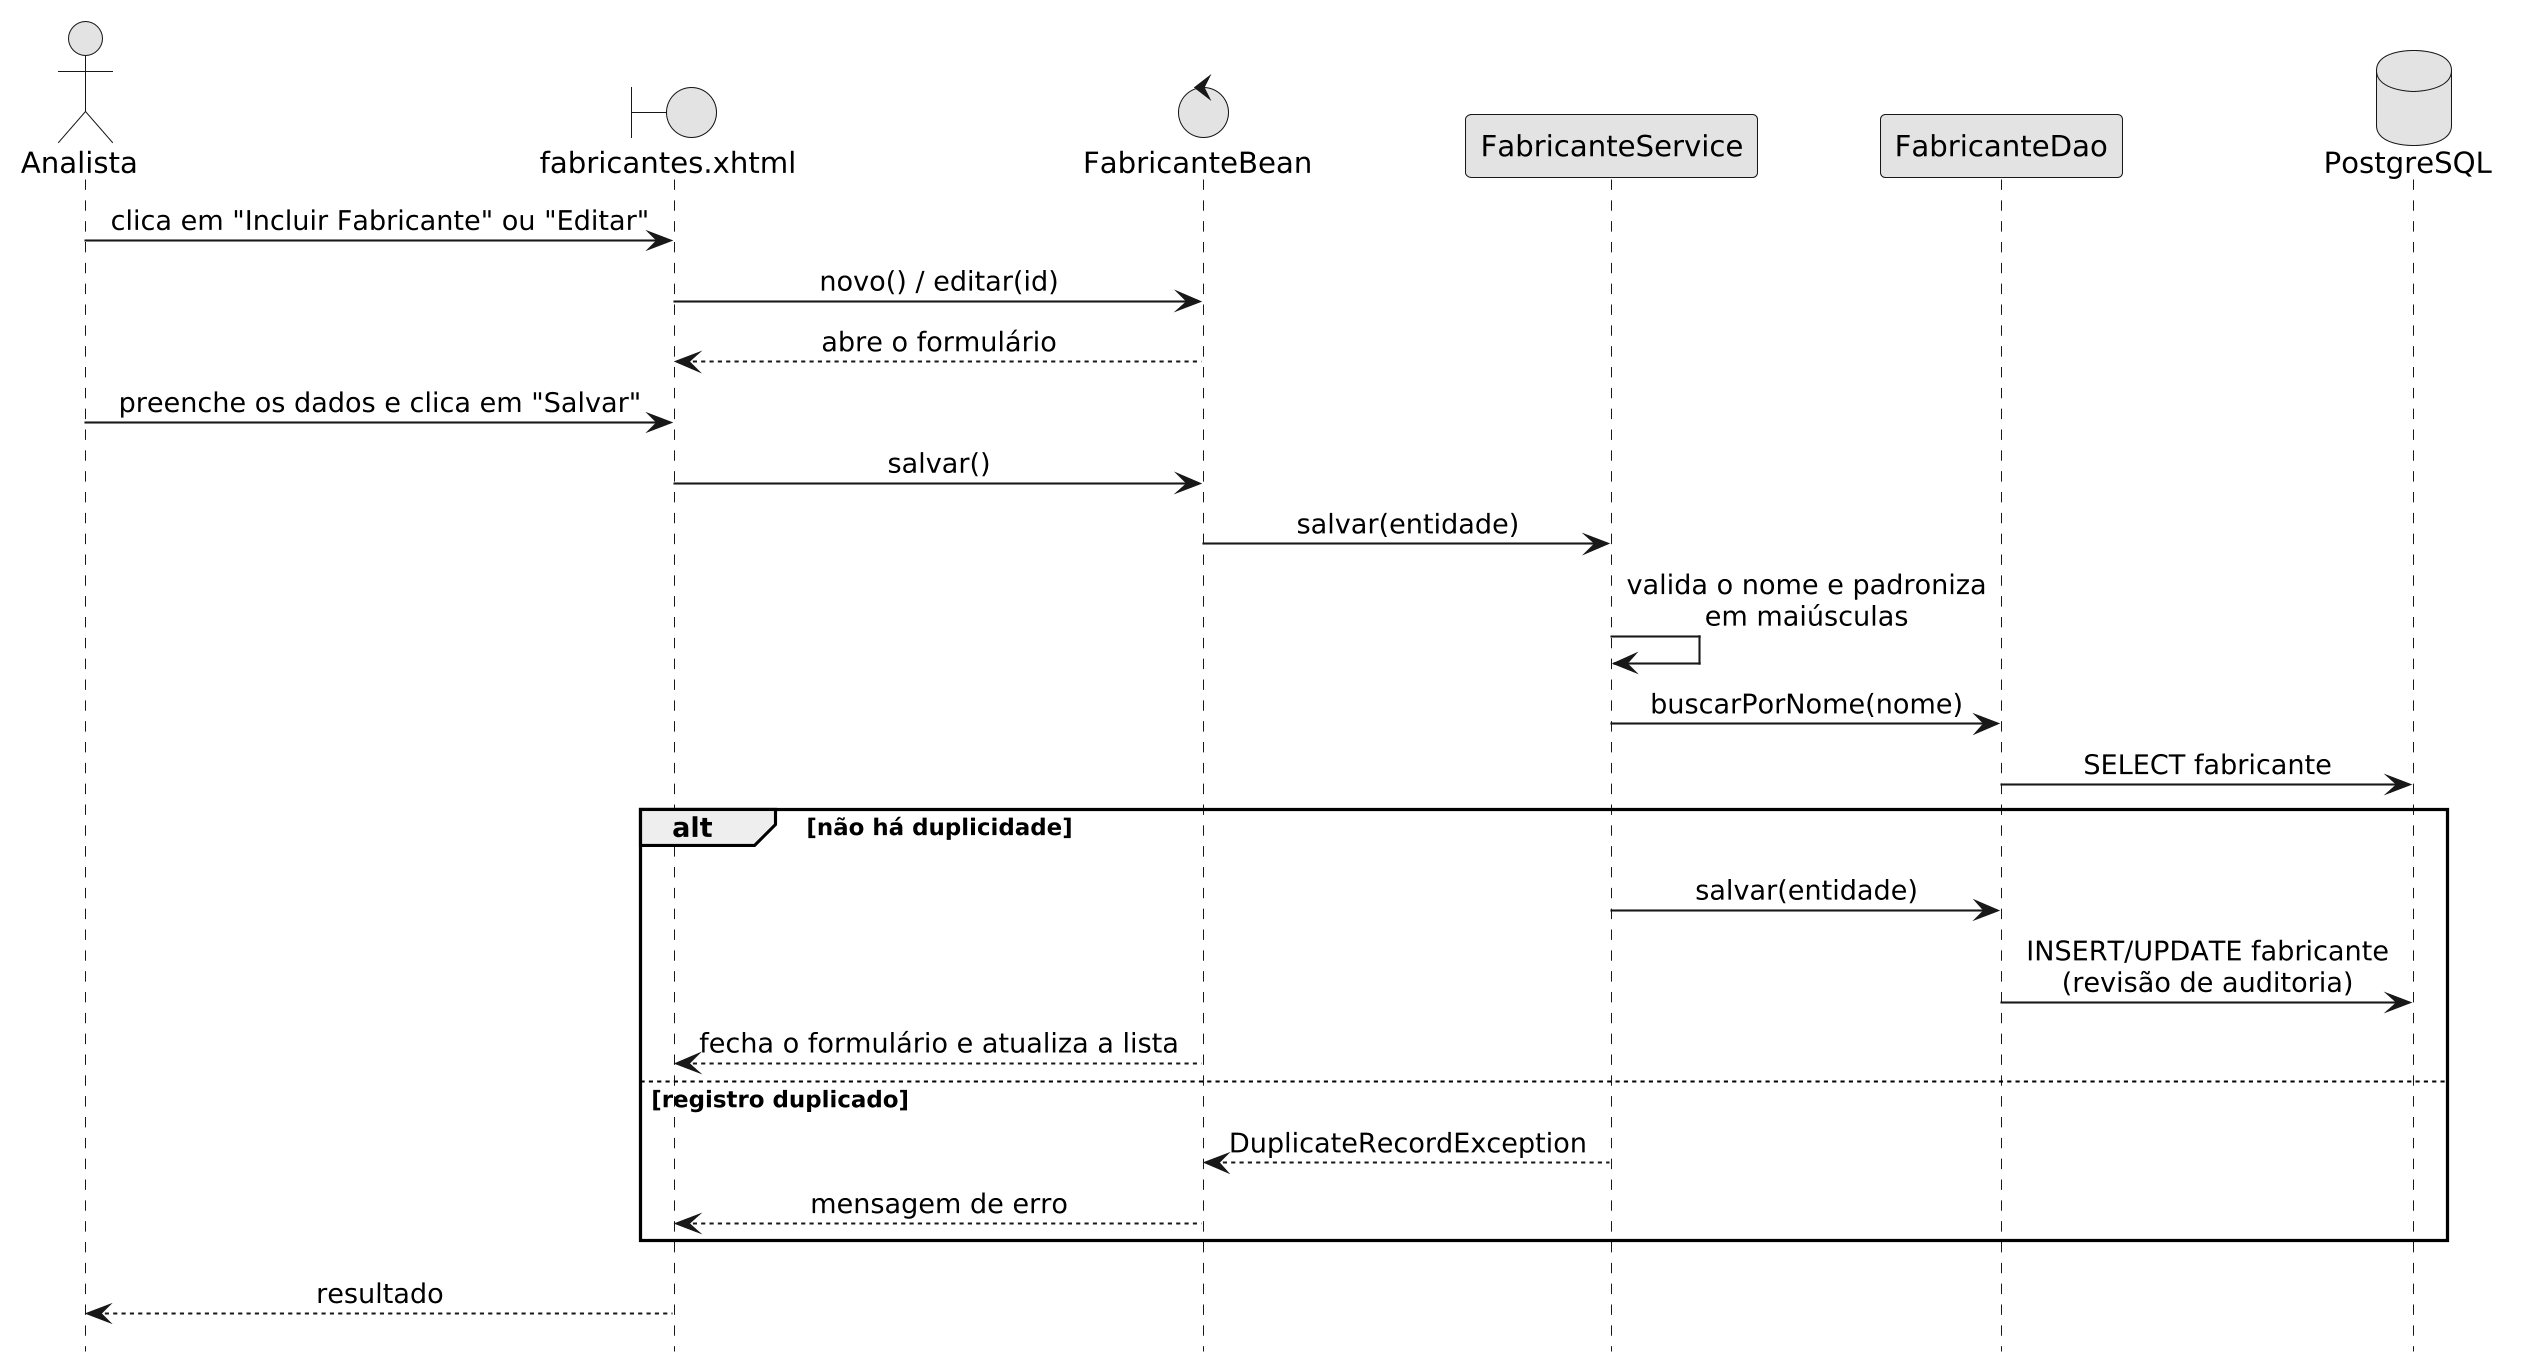 Analista
fabricantes.xhtml
FabricanteBean
FabricanteService
FabricanteDao
PostgreSQL
clica em "Incluir Fabricante" ou "Editar"
novo() / editar(id)
abre o formulário
preenche os dados e clica em "Salvar"
salvar()
salvar(entidade)
valida o nome e padroniza
em maiúsculas
buscarPorNome(nome)
SELECT fabricante
alt [não há duplicidade]
salvar(entidade)
INSERT/UPDATE fabricante
(revisão de auditoria)
fecha o formulário e atualiza a lista
[registro duplicado]
DuplicateRecordException
mensagem de erro
resultado